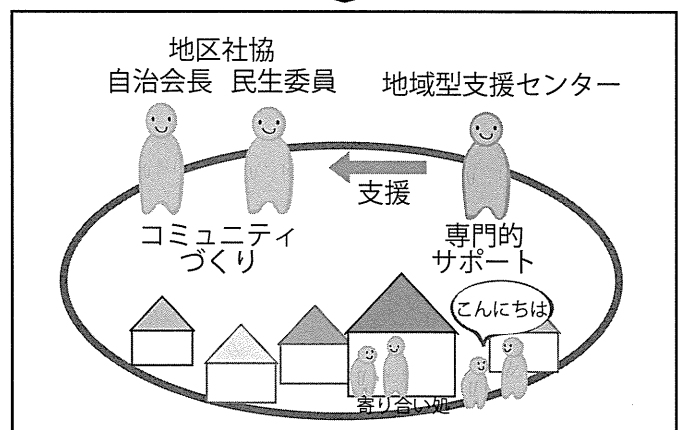 地区社協
自治会長 民生委員
地域型支援センター
支援
コミュニティ
づくり
専門的
サポート
こんにちは
寄り合い処